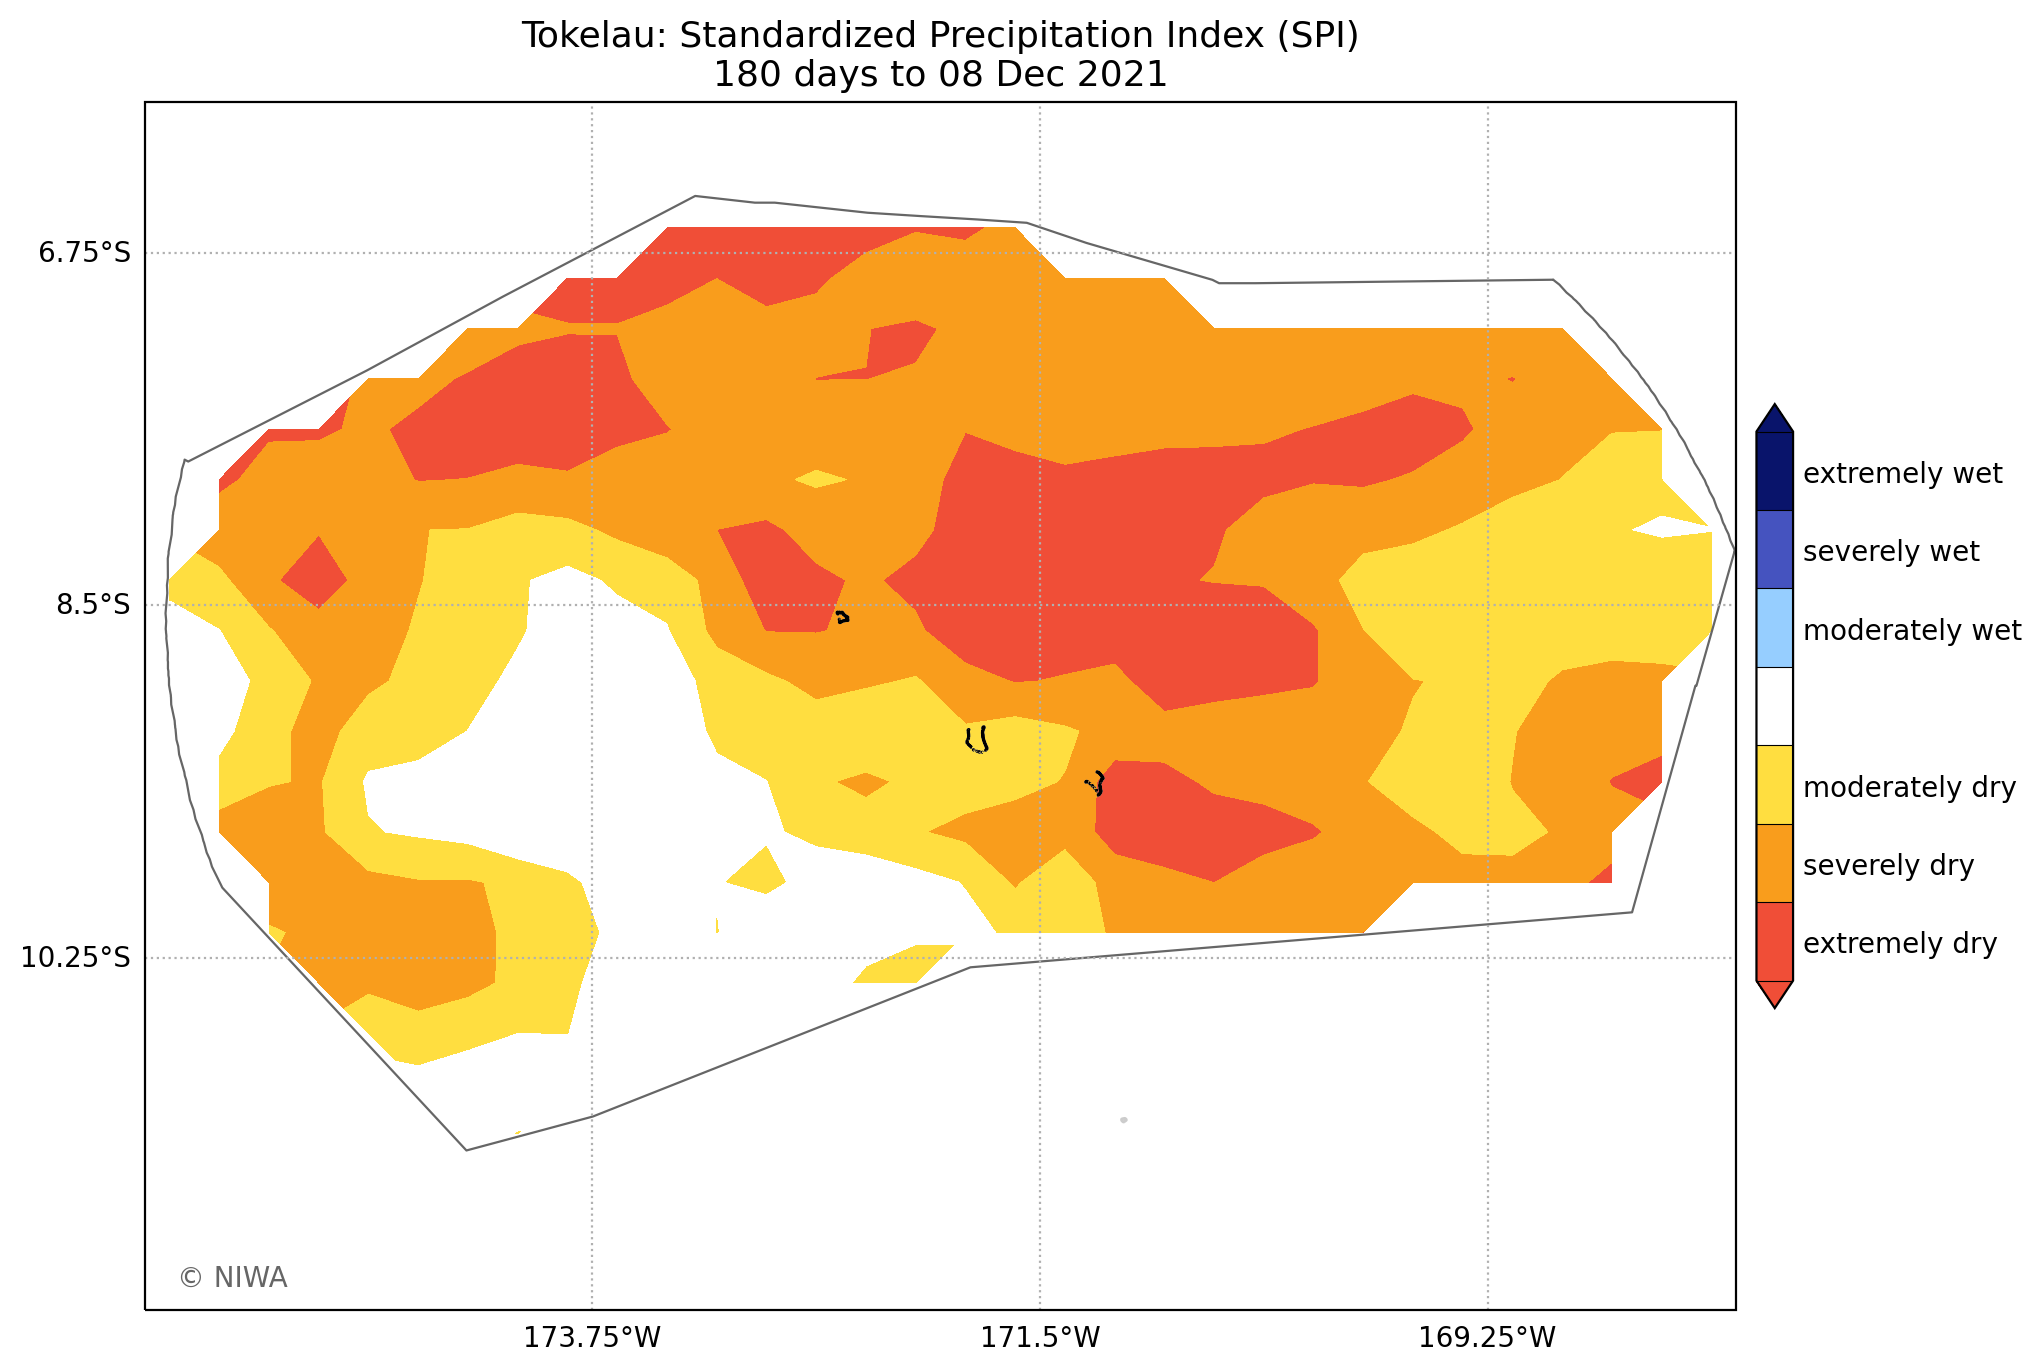 Tokelau: Standardized Precipitation Index (SPI)
180 days to 08 Dec 2021
6.75°S
8.5°S
10.25°S
173.75°W
171.5°W
169.25°W
extremely wet
severely wet
moderately wet
moderately dry
severely dry
extremely dry
© NIWA